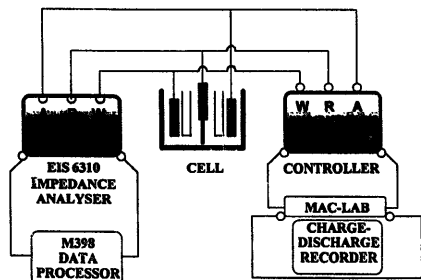 W R A
EIS 6310
IMPEDANCE
ANALYSER
CELL
CONTROLLER
MAC-LAB
CHARGE-
DISCHARGE
RECORDER
M398
DATA
PROCESSOR